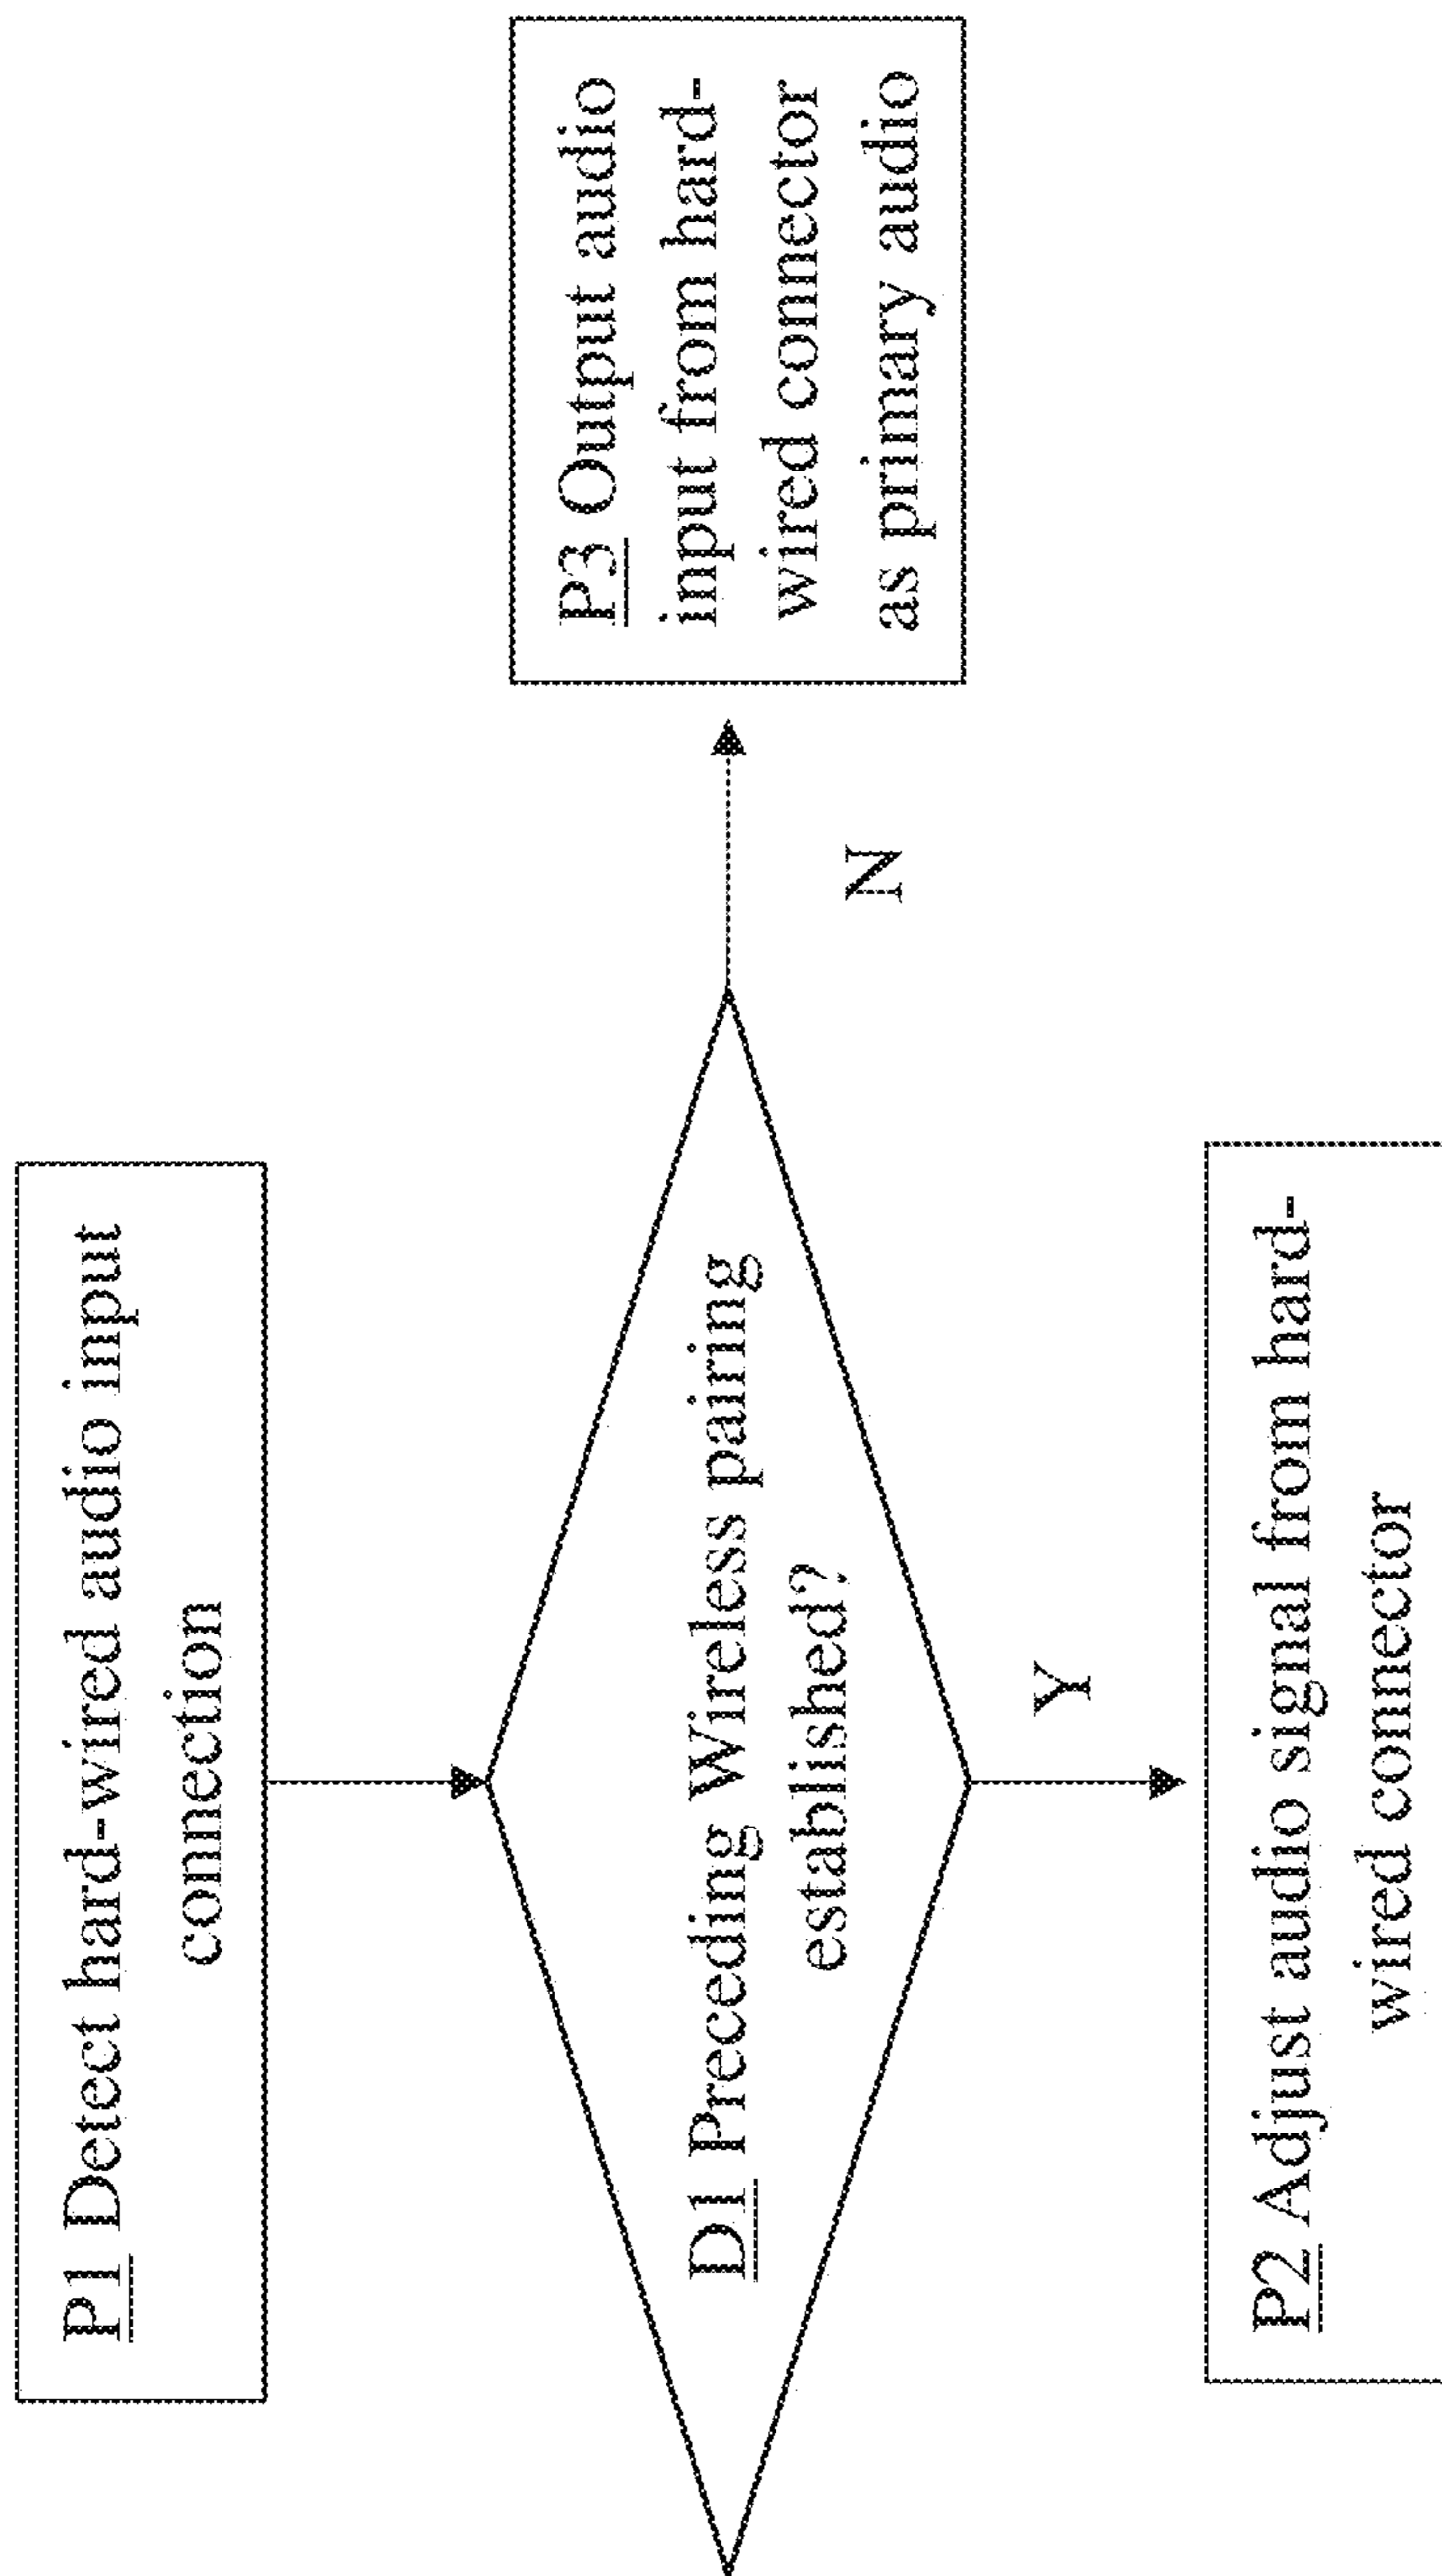 P1 Detect hard-wired audio input
connection
D1 Preceding Wireless pairing
established?
N
P3 Output audio
input from hard-
wired connector
as primary audio
Y
P2 Adjust audio signal from hard-
wired connector